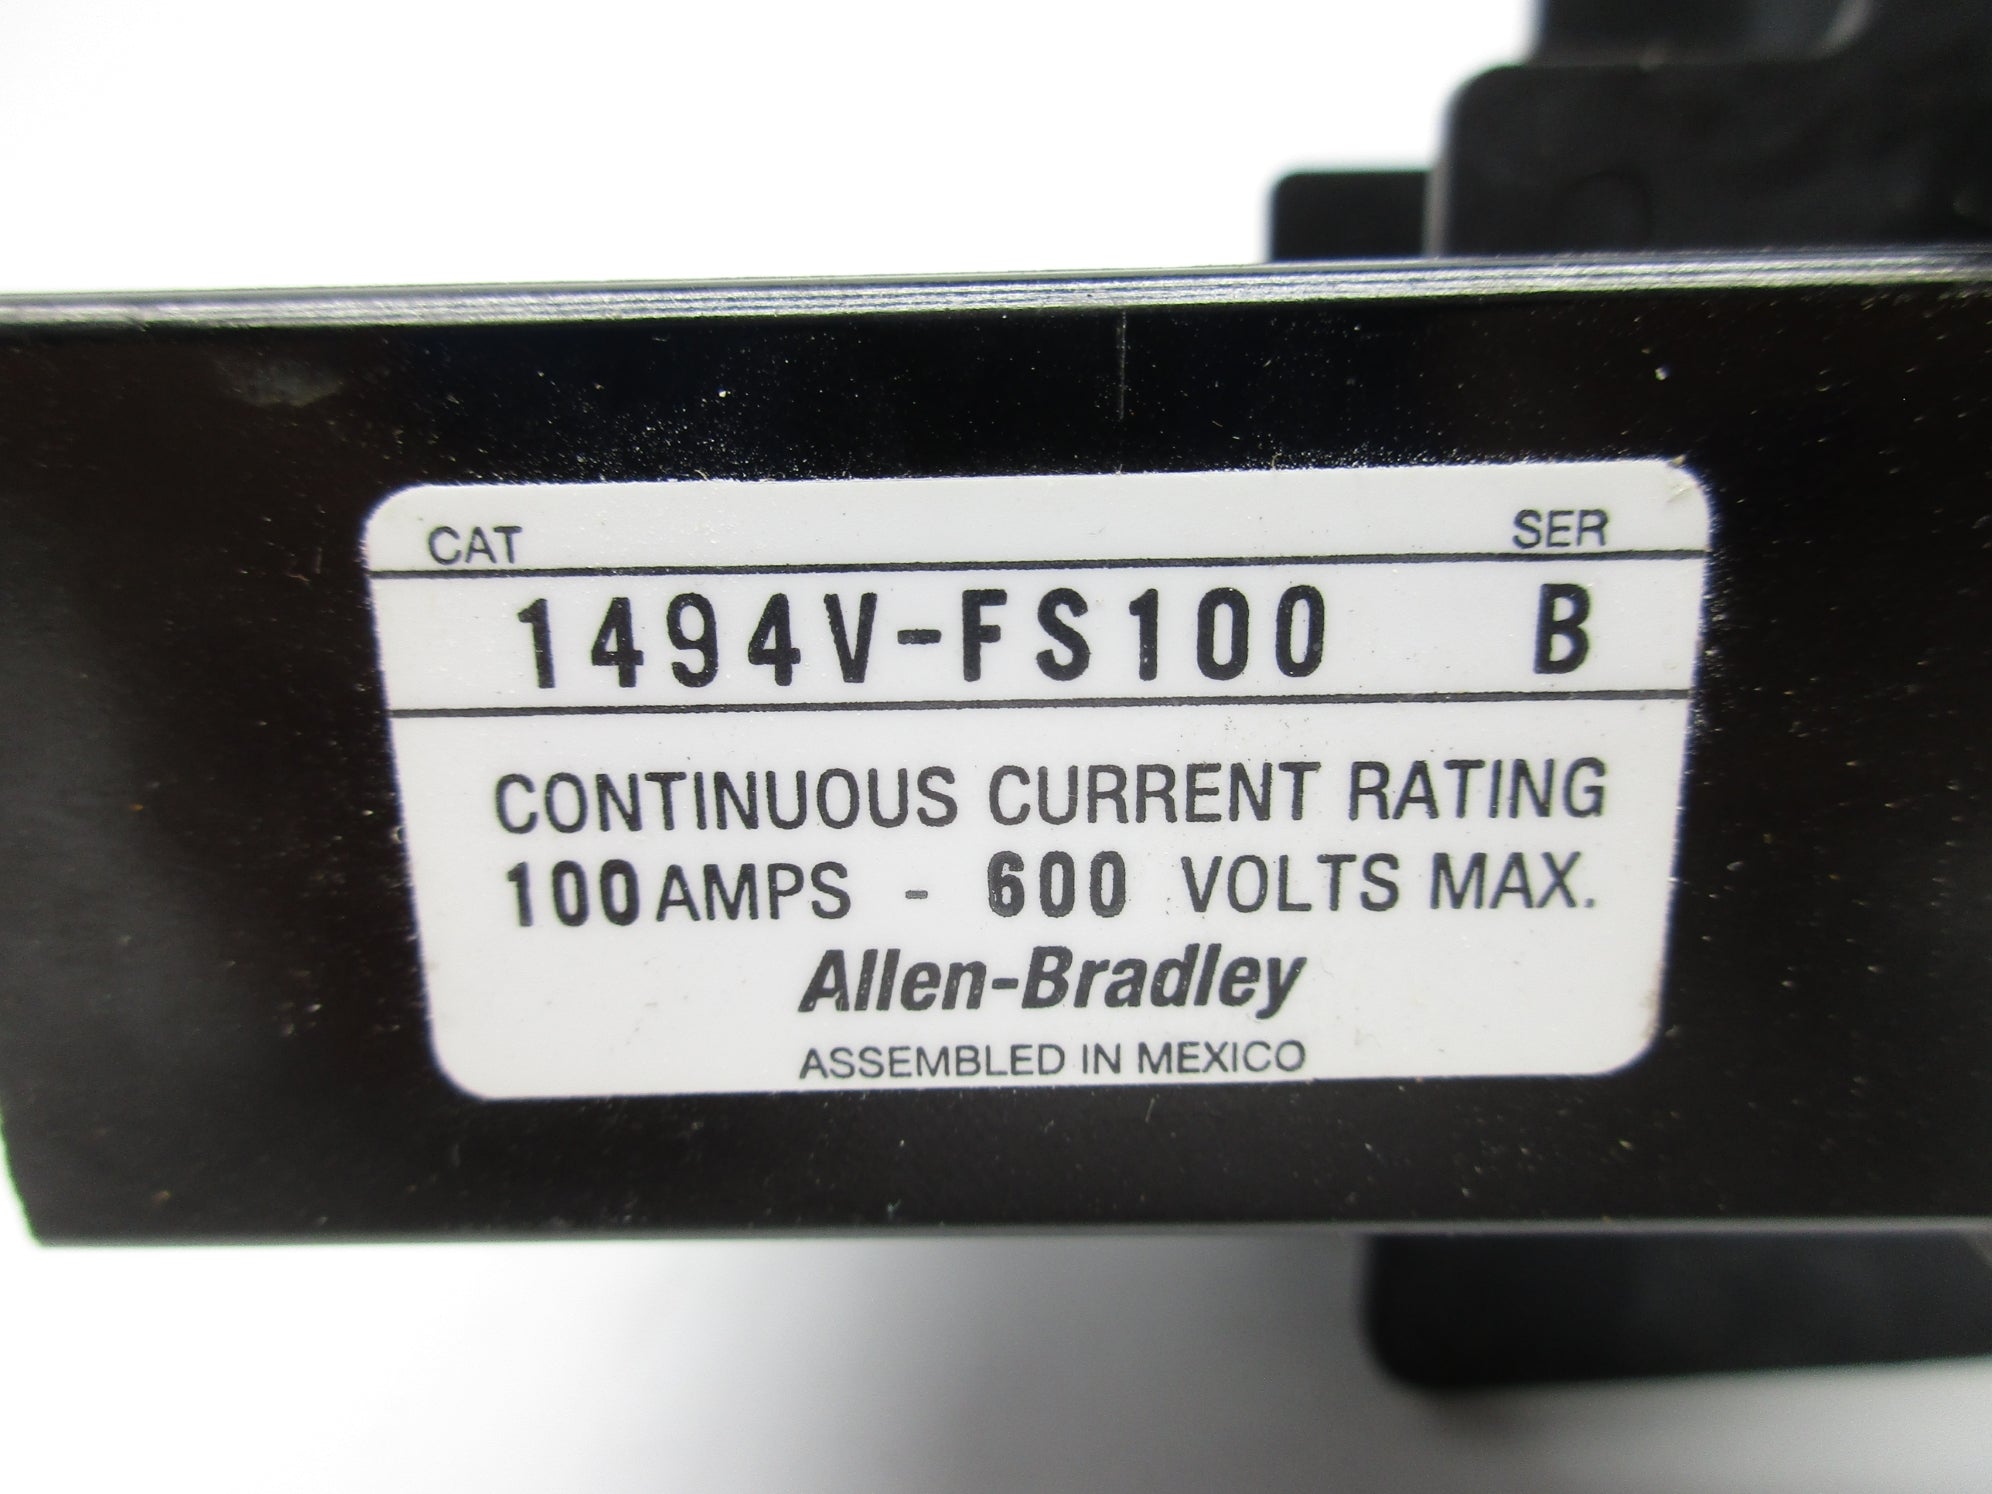 CAT SER
1494V-FS100 B
CONTINUOUS CURRENT RATING
100 AMPS - 600 VOLTS MAX.
Allen-Bradley
ASSEMBLED IN MEXICO